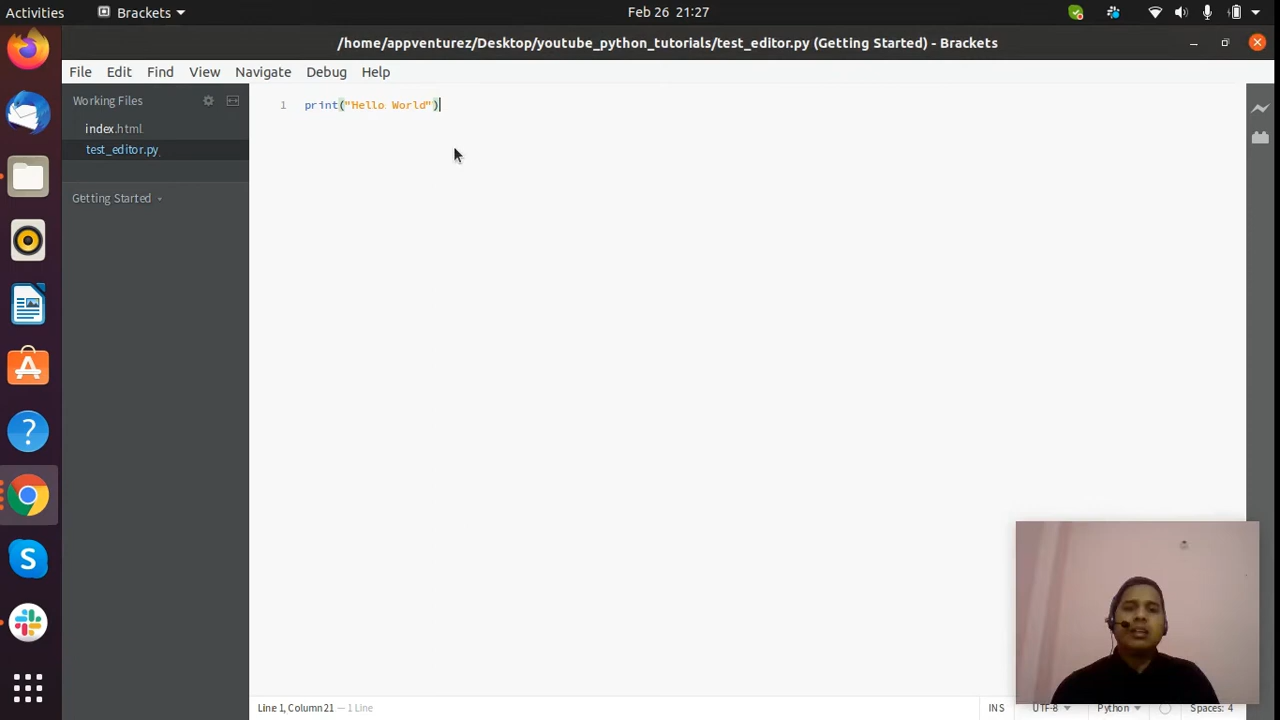 Activities
Brackets
Feb 26 21:27
/home/appventurez/Desktop/youtube_python_tutorials/test_editor.py (Getting Started) - Brackets
File Edit Find View Navigate Debug Help
Working Files
index.html
test_editor.py
Getting Started
1 print("Hello World")
Line 1, Column 21 — 1 Line
INS UTF-8 Python Spaces: 4